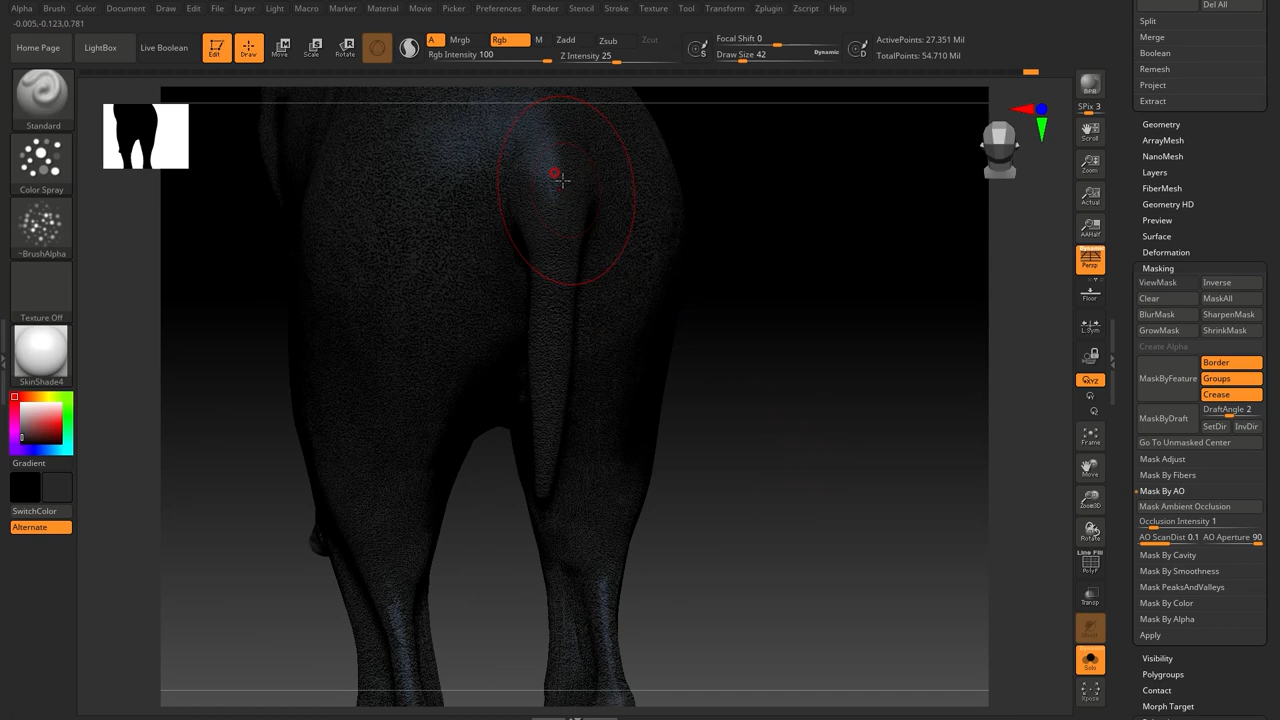 Alpha Brush Color Document Draw Edit File Layer Light Macro Marker Material Movie Picker Preferences Render Stencil Stroke Texture Tool Transform Zplugin Zscript Help
-0.005,-0.123,0.781
Home Page LightBox Live Boolean Edit Draw Move Scale Rotate A Mrgb Rgb M Zadd Zsub Zcut Focal Shift 0 ActivePoints: 27.351 Mil
Rgb Intensity 100 Z Intensity 25 S Draw Size 42 Dynamic D TotalPoints: 54.710 Mil
Standard
Color Spray
~BrushAlpha
Texture Off
SkinShade4
Gradient
SwitchColor
Alternate
BPR
SPix 3
Scroll
Zoom
Actual
AAHalf
Dynamic
Persp
Floor
L.Sym
XYZ
Frame
Move
Zoom3D
Rotate
Line Fill
PolyF
Transp
Ghost
Dynamic
Solo
Xpose
Del All
Split
Merge
Boolean
Remesh
Project
Extract
Geometry
ArrayMesh
NanoMesh
Layers
FiberMesh
Geometry HD
Preview
Surface
Deformation
Masking
ViewMask Inverse
Clear MaskAll
BlurMask SharpenMask
GrowMask ShrinkMask
Create Alpha
MaskByFeature Border
Groups
Crease
MaskByDraft DraftAngle 2
SetDir InvDir
Go To Unmasked Center
Mask Adjust
Mask By Fibers
Mask By AO
Mask Ambient Occlusion
Occlusion Intensity 1
AO ScanDist 0.1 AO Aperture 90
Mask By Cavity
Mask By Smoothness
Mask PeaksAndValleys
Mask By Color
Mask By Alpha
Apply
Visibility
Polygroups
Contact
Morph Target